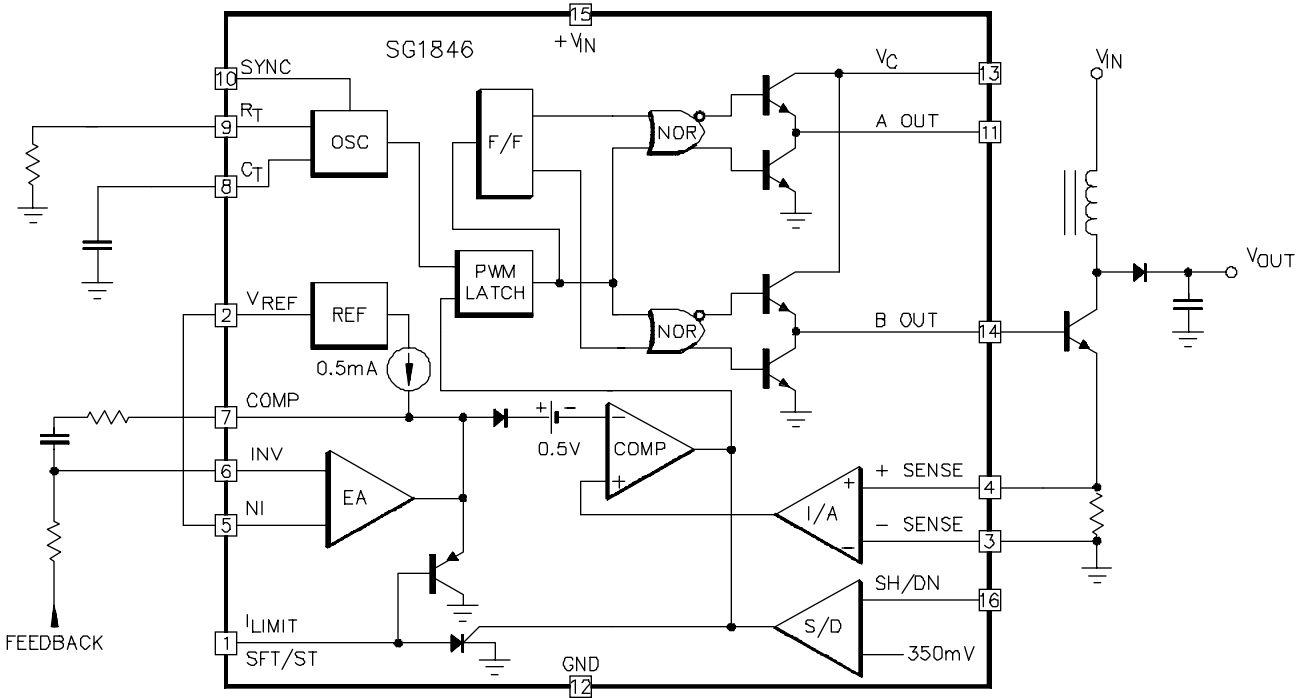 15
+VIN
SG1846
10 SYNC
RT
9
CT
8
OSC
F/F
NOR
VC
13
A OUT
11
VIN
PWM
LATCH
VREF
2
REF
0.5mA
NOR
B OUT
14
VOUT
COMP
7
+ -
0.5V
-
COMP
+
INV
6
EA
NI
5
+ SENSE
4
+
I/A
- SENSE
-
3
SH/DN
16
S/D
350mV
ILIMIT
1
SFT/ST
FEEDBACK
GND
12